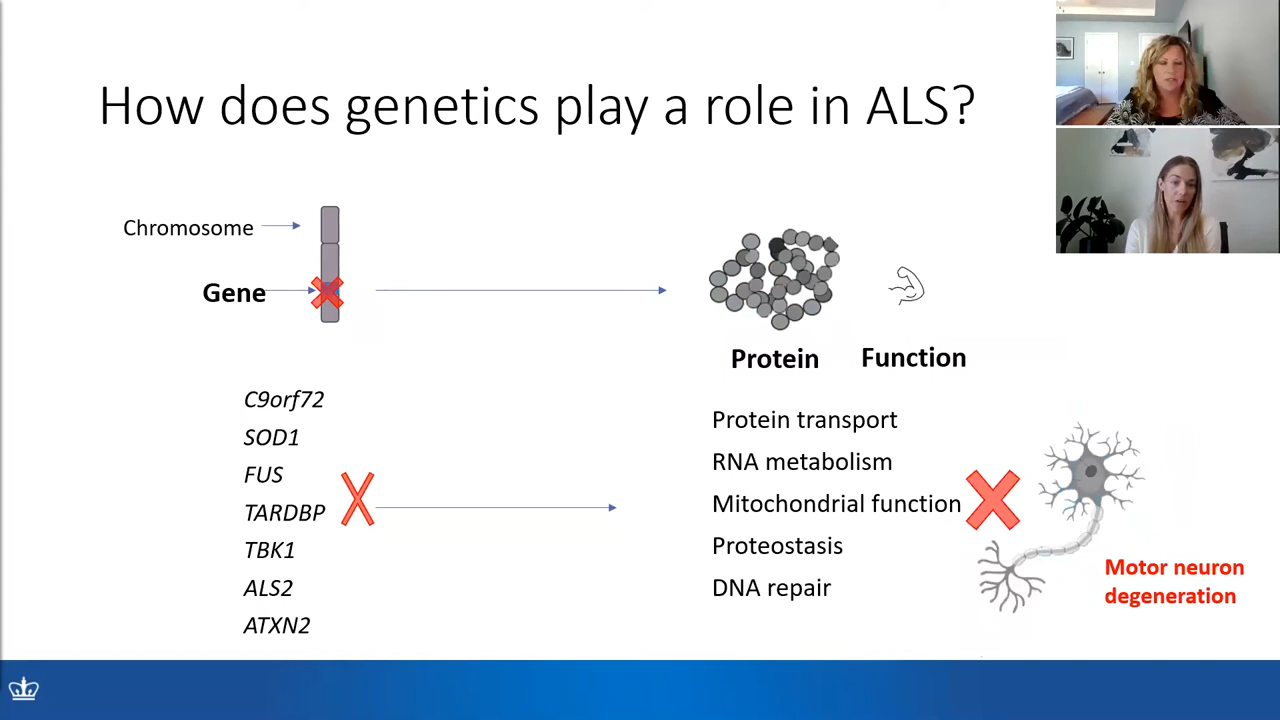 How does genetics play a role in ALS?
Chromosome
Gene
Protein
Function
C9orf72
SOD1
FUS
TARDBP
TBK1
ALS2
ATXN2
Protein transport
RNA metabolism
Mitochondrial function
Proteostasis
DNA repair
Motor neuron
degeneration